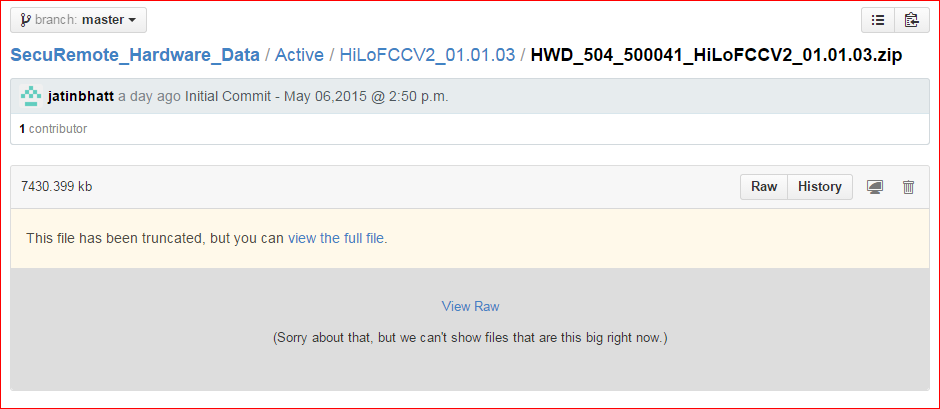 branch: master
SecuRemote_Hardware_Data / Active / HiLoFCCV2_01.01.03 / HWD_504_500041_HiLoFCCV2_01.01.03.zip
jatinbhatt a day ago Initial Commit - May 06,2015 @ 2:50 p.m.
1 contributor
7430.399 kb Raw History
This file has been truncated, but you can view the full file.
View Raw
(Sorry about that, but we can't show files that are this big right now.)